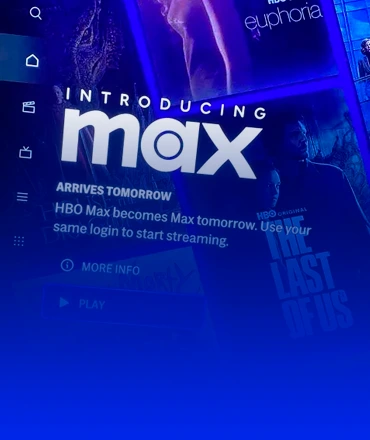 HBO
euphoria
INTRODUCING
max
ARRIVES TOMORROW
HBO Max becomes Max tomorrow. Use your
same login to start streaming.
MORE INFO
PLAY
HBO ORIGINAL
THE
LAST
OF US